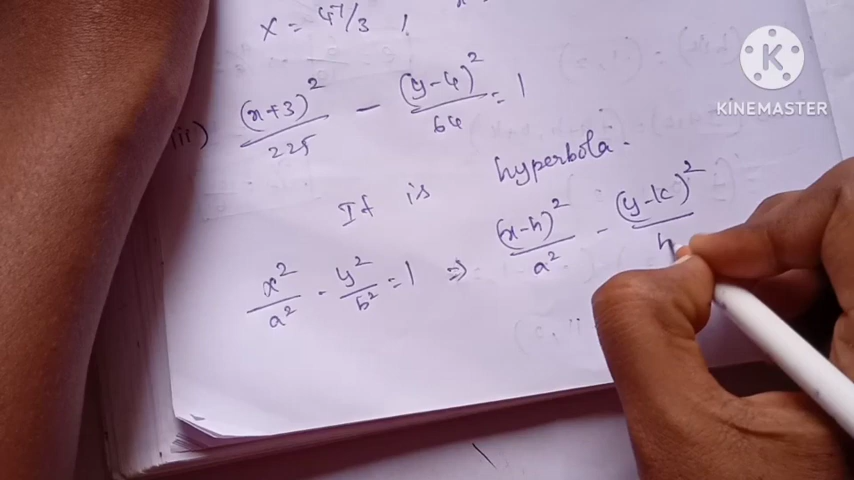 x = 47/3 ,
iii) (x+3)²/225 - (y-4)²/64 = 1
It is hyperbola.
x²/a² - y²/b² = 1 ⇒ (x-h)²/a² - (y-k)²/b
K
KINEMASTER